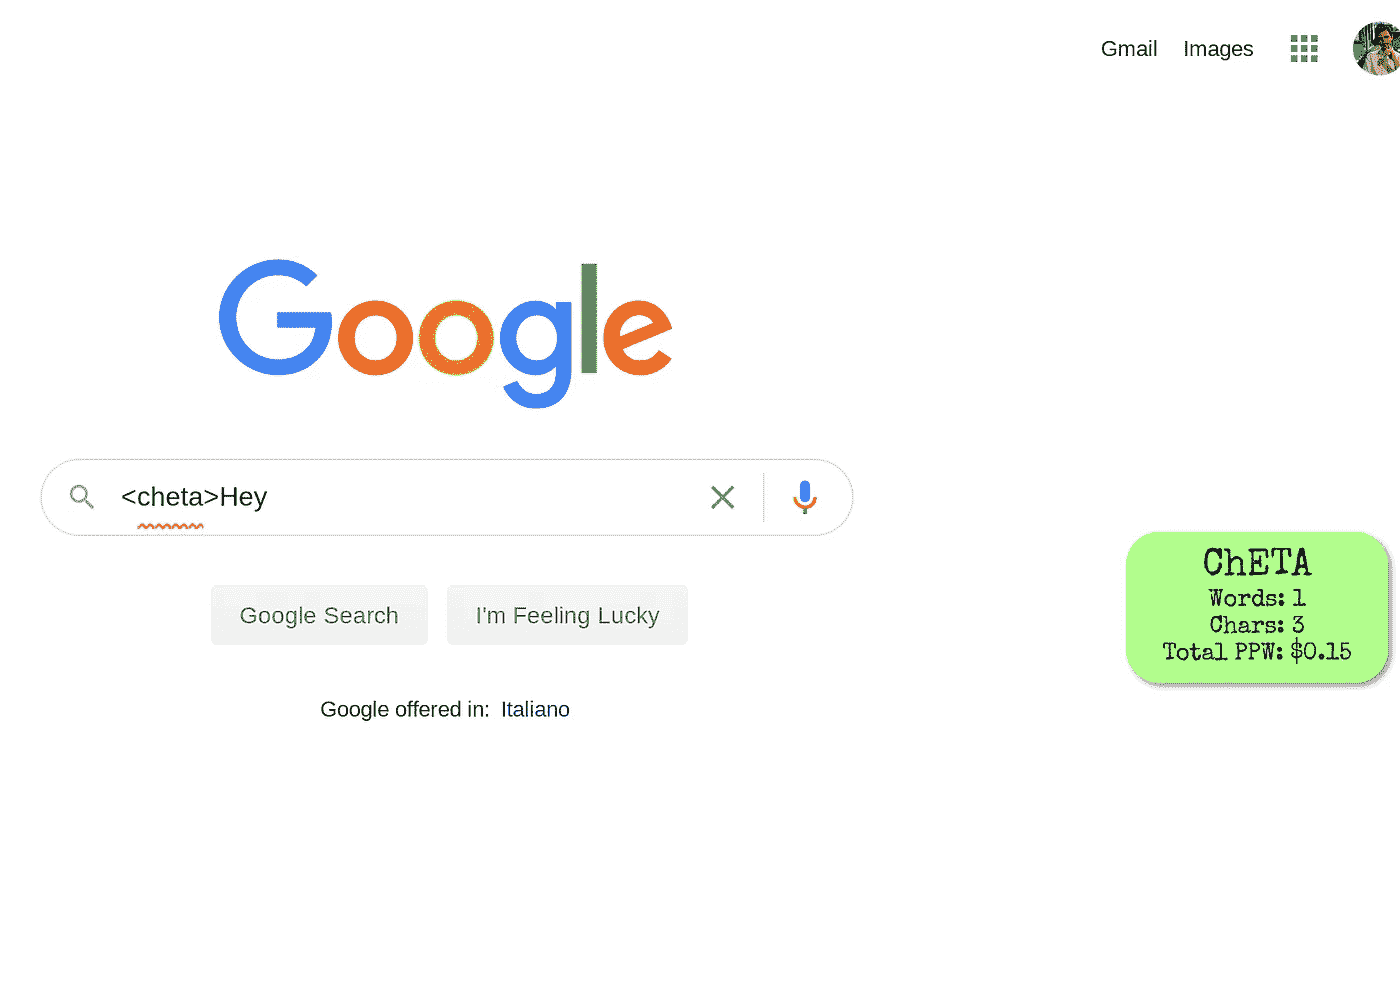 Gmail Images
Google
<cheta>Hey
Google Search I'm Feeling Lucky
Google offered in: Italiano
ChETA
Words: 1
Chars: 3
Total PPW: $0.15